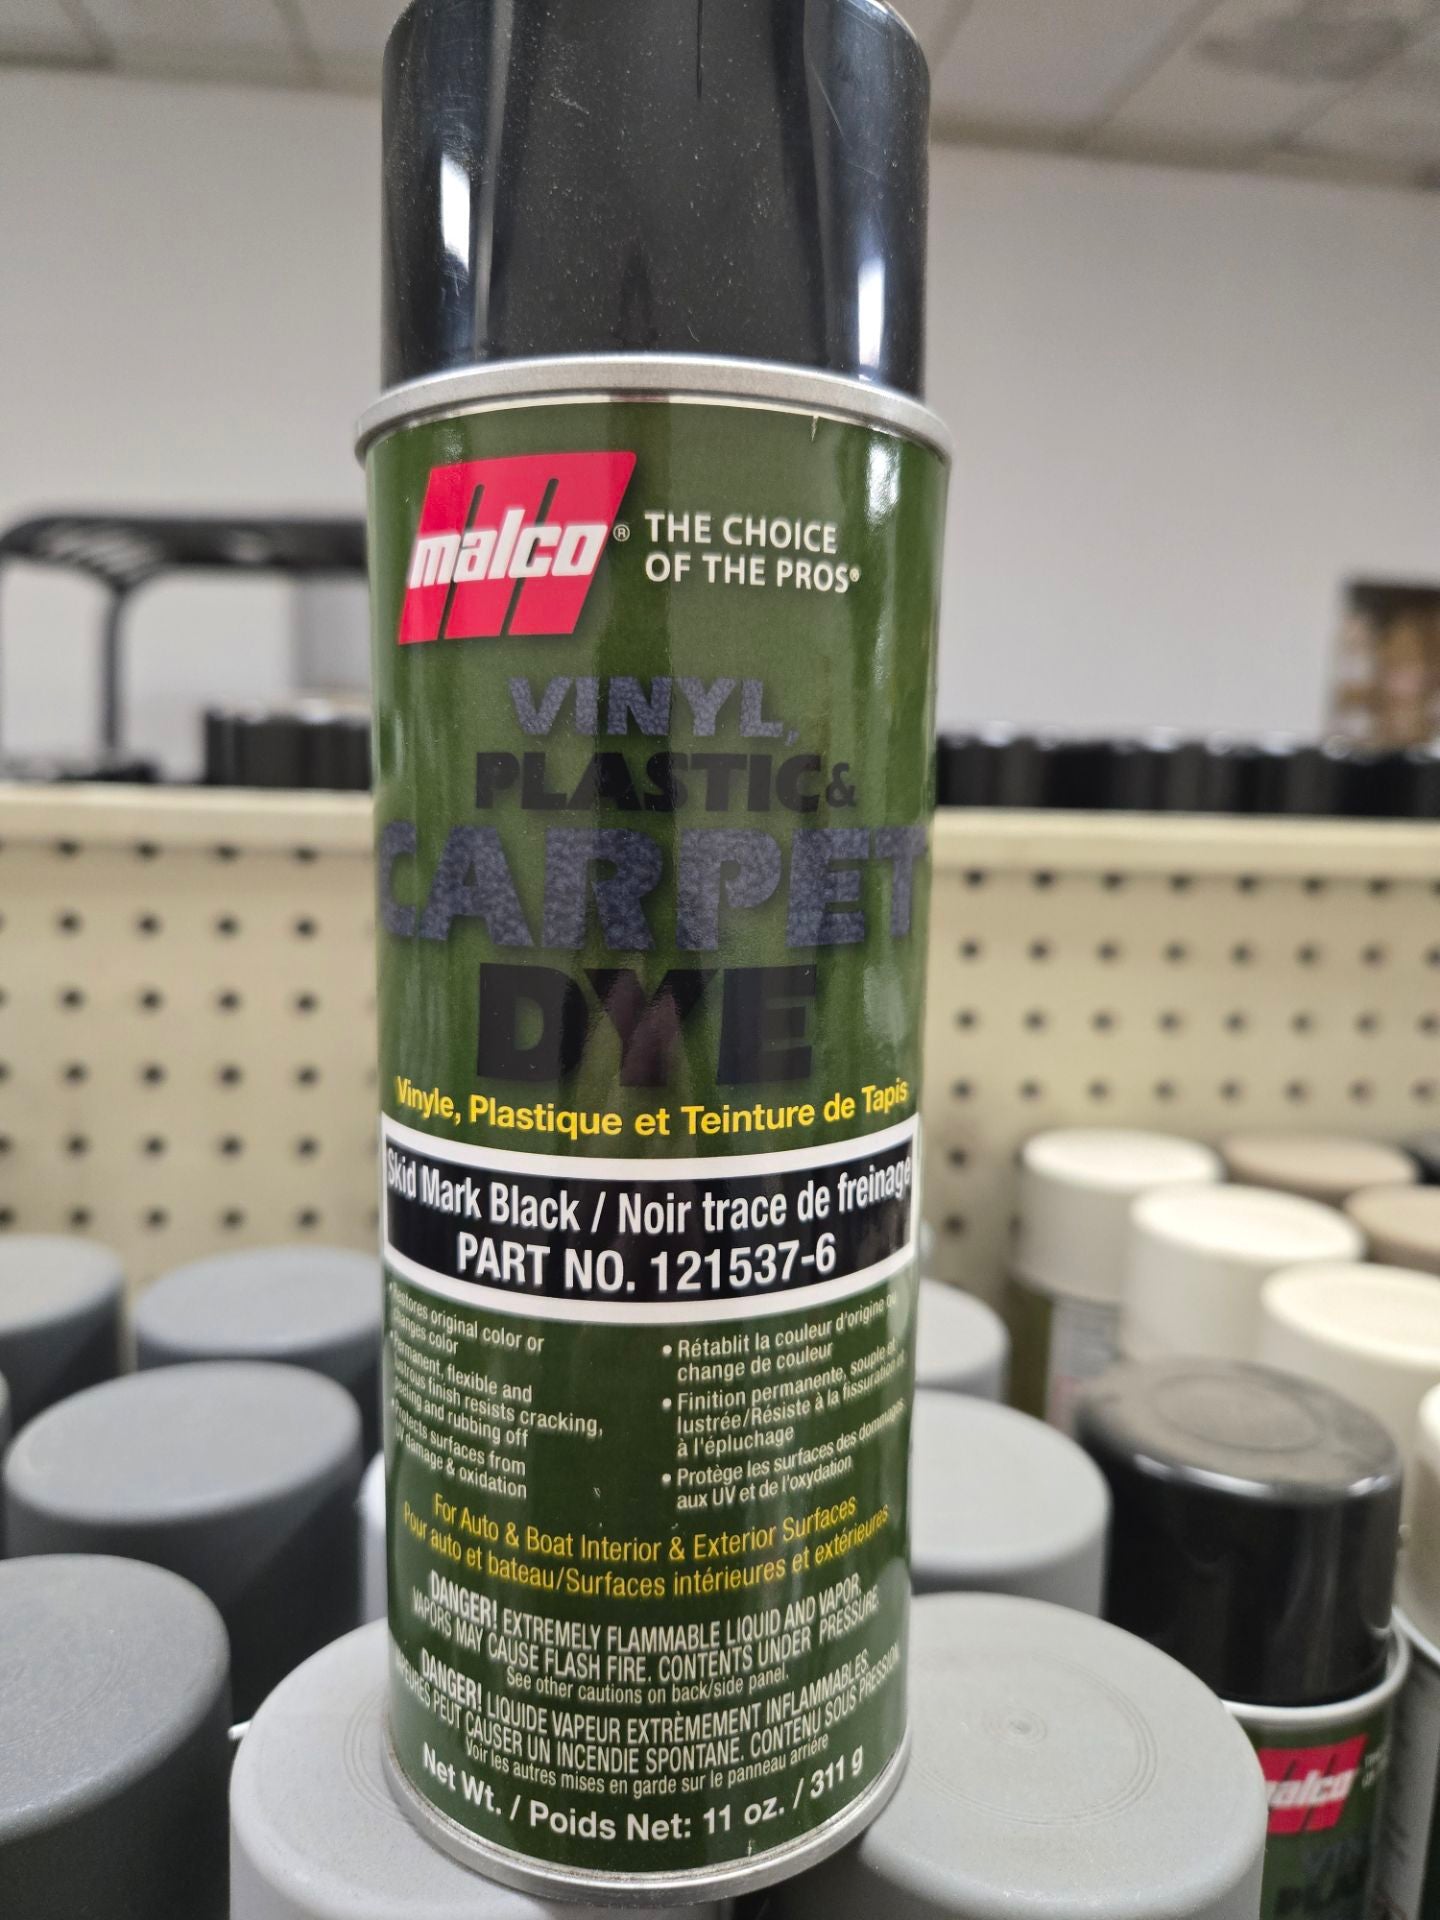 malco® THE CHOICE
OF THE PROS®
VINYL,
PLASTIC &
CARPET
DYE
Vinyle, Plastique et Teinture de Tapis
Skid Mark Black / Noir trace de freinage
PART NO. 121537-6
• Restores original color or
changes color
• Permanent, flexible and
lustrous finish resists cracking,
peeling and rubbing off
• Protects surfaces from
UV damage & oxidation
• Rétablit la couleur d'origine ou
change de couleur
• Finition permanente, souple et
lustrée/Résiste à la fissuration et
à l'épluchage
• Protège les surfaces des dommages
aux UV et de l'oxydation
For Auto & Boat Interior & Exterior Surfaces
Pour auto et bateau/Surfaces intérieures et extérieures
DANGER! EXTREMELY FLAMMABLE LIQUID AND VAPOR.
VAPORS MAY CAUSE FLASH FIRE. CONTENTS UNDER PRESSURE.
See other cautions on back/side panel.
DANGER! LIQUIDE VAPEUR EXTRÈMEMENT INFLAMMABLES.
VAPEURES PEUT CAUSER UN INCENDIE SPONTANE. CONTENU SOUS PRESSION.
Voir les autres mises en garde sur le panneau arrière
Net Wt. / Poids Net: 11 oz. / 311 g
malco